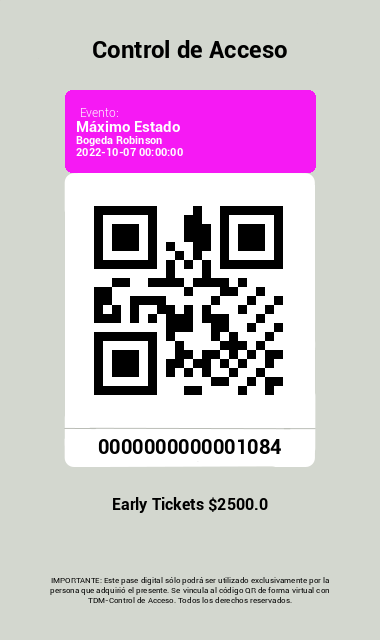 Control de Acceso
Evento:
Máximo Estado
Bogeda Robinson
2022-10-07 00:00:00
0000000000001084
Early Tickets $2500.0
IMPORTANTE: Este pase digital sólo podrá ser utilizado exclusivamente por la
persona que adquirió el presente. Se vincula al código QR de forma virtual con
TDM-Control de Acceso. Todos los derechos reservados.